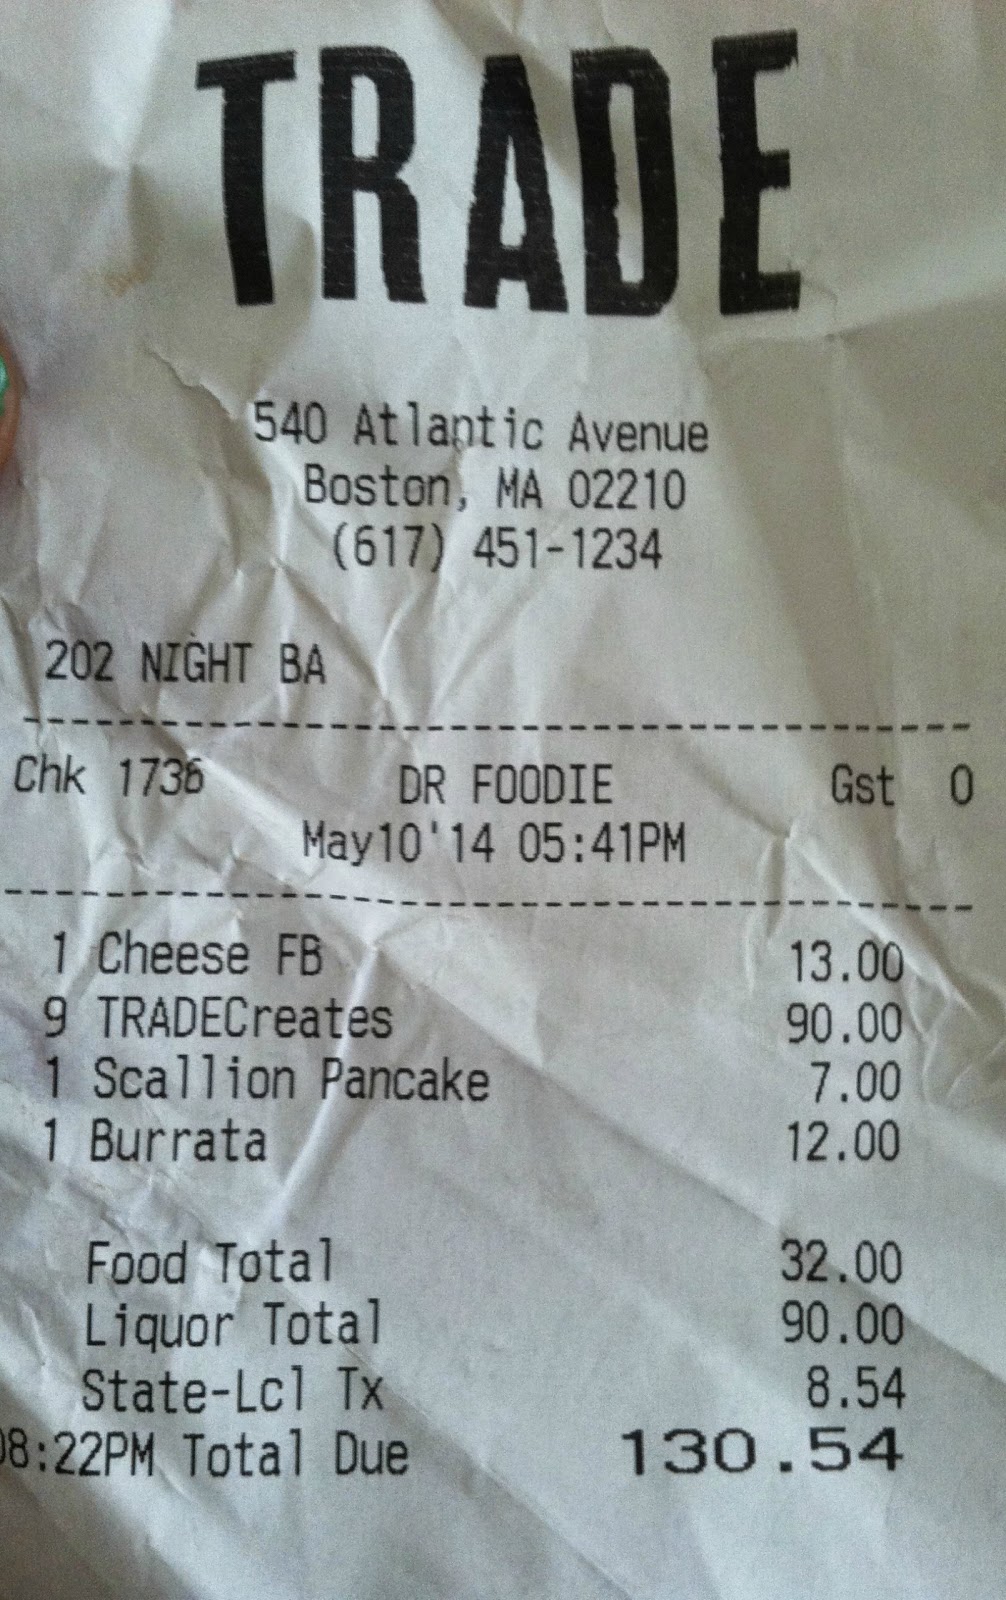 TRADE
540 Atlantic Avenue
Boston, MA 02210
(617) 451-1234
202 NIGHT BA
Chk 1736 DR FOODIE Gst 0
May10'14 05:41PM
1 Cheese FB 13.00
9 TRADECreates 90.00
1 Scallion Pancake 7.00
1 Burrata 12.00
Food Total 32.00
Liquor Total 90.00
State-Lcl Tx 8.54
08:22PM Total Due 130.54